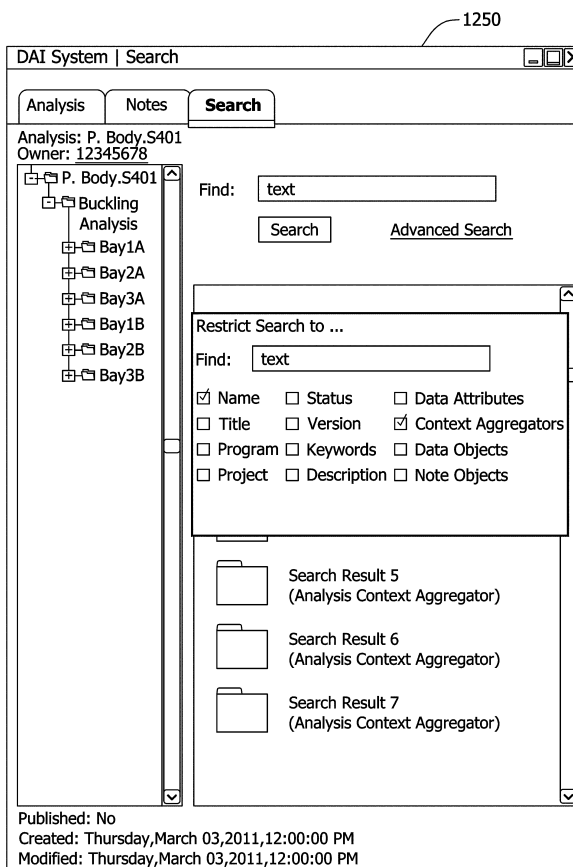 1250
DAI System | Search
Analysis Notes Search
Analysis: P. Body.S401
Owner: 12345678
P. Body.S401
Buckling
Analysis
Bay1A
Bay2A
Bay3A
Bay1B
Bay2B
Bay3B
Find: text
Search Advanced Search
Restrict Search to ...
Find: text
Name Status Data Attributes
Title Version Context Aggregators
Program Keywords Data Objects
Project Description Note Objects
Search Result 5
(Analysis Context Aggregator)
Search Result 6
(Analysis Context Aggregator)
Search Result 7
(Analysis Context Aggregator)
Published: No
Created: Thursday,March 03,2011,12:00:00 PM
Modified: Thursday,March 03,2011,12:00:00 PM